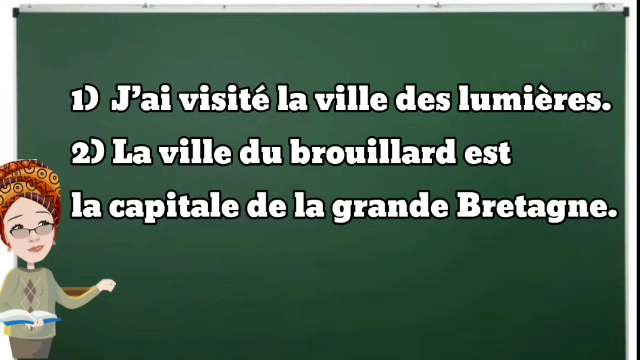 1) J'ai visité la ville des lumières.
2) La ville du brouillard est
la capitale de la grande Bretagne.